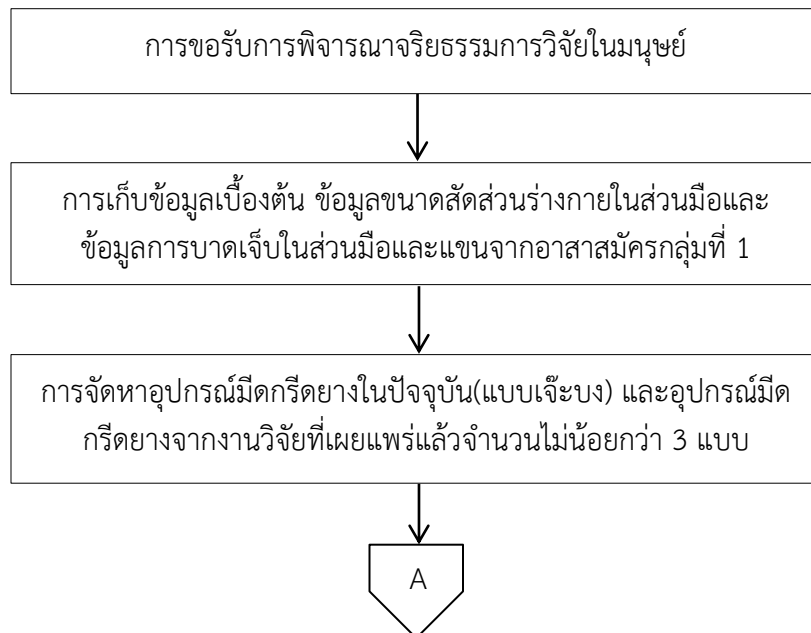 การขอรับการพิจารณาจริยธรรมการวิจัยในมนุษย์
การเก็บข้อมูลเบื้องต้น ข้อมูลขนาดสัดส่วนร่างกายในส่วนมือและ
ข้อมูลการบาดเจ็บในส่วนมือและแขนจากอาสาสมัครกลุ่มที่ 1
การจัดหาอุปกรณ์มีดกรีดยางในปัจจุบัน(แบบเจ๊ะบง) และอุปกรณ์มีด
กรีดยางจากงานวิจัยที่เผยแพร่แล้วจำนวนไม่น้อยกว่า 3 แบบ
A